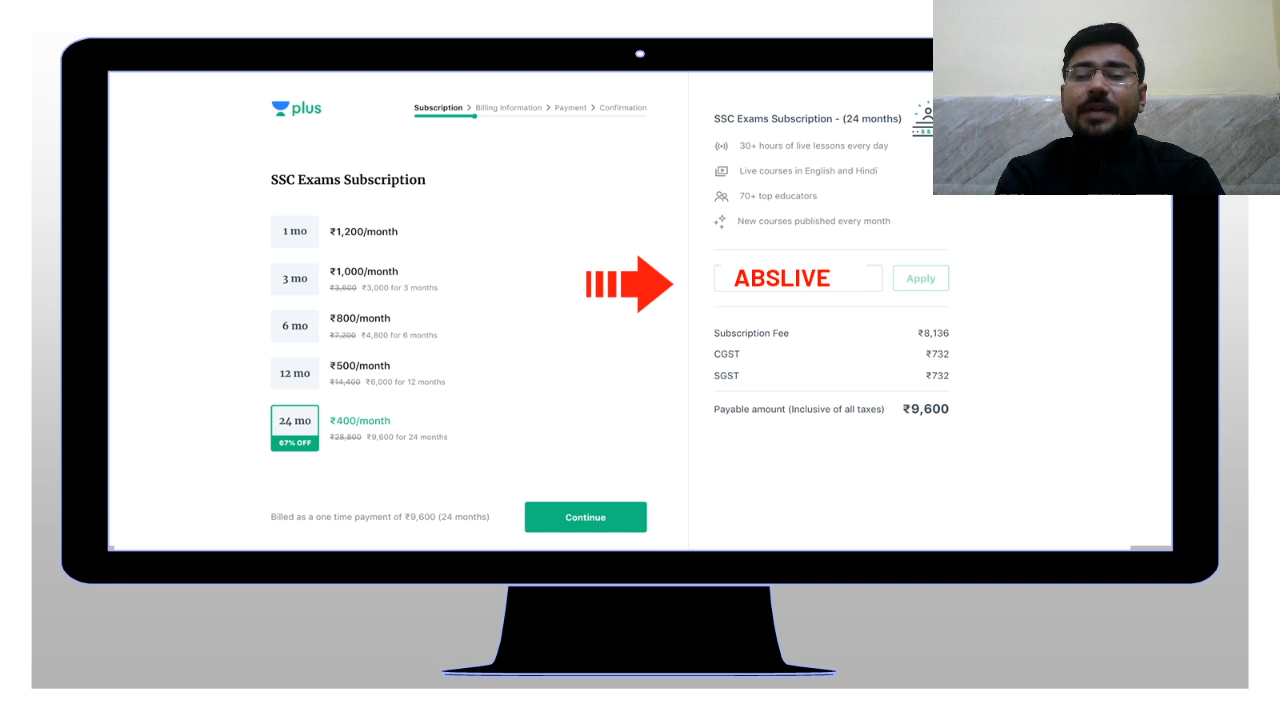 plus
Subscription > Billing Information > Payment > Confirmation
SSC Exams Subscription
1 mo ₹1,200/month
3 mo ₹1,000/month
₹3,600 ₹3,000 for 3 months
6 mo ₹800/month
₹7,200 ₹4,800 for 6 months
12 mo ₹500/month
₹14,400 ₹6,000 for 12 months
24 mo ₹400/month
67% OFF ₹28,800 ₹9,600 for 24 months
Billed as a one time payment of ₹9,600 (24 months) Continue
SSC Exams Subscription - (24 months)
30+ hours of live lessons every day
Live courses in English and Hindi
70+ top educators
New courses published every month
ABSLIVE Apply
Subscription Fee ₹8,136
CGST ₹732
SGST ₹732
Payable amount (Inclusive of all taxes) ₹9,600